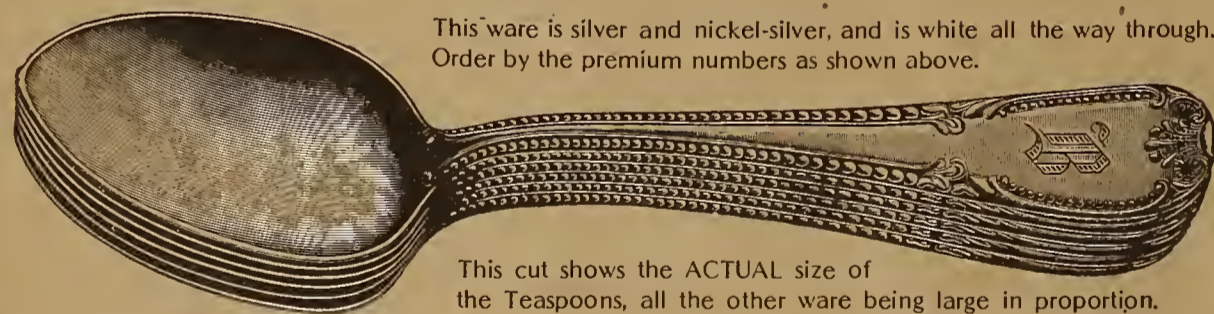 This ware is silver and nickel-silver, and is white all the way through.
Order by the premium numbers as shown above.
This cut shows the ACTUAL size of
the Teaspoons, all the other ware being large in proportion.